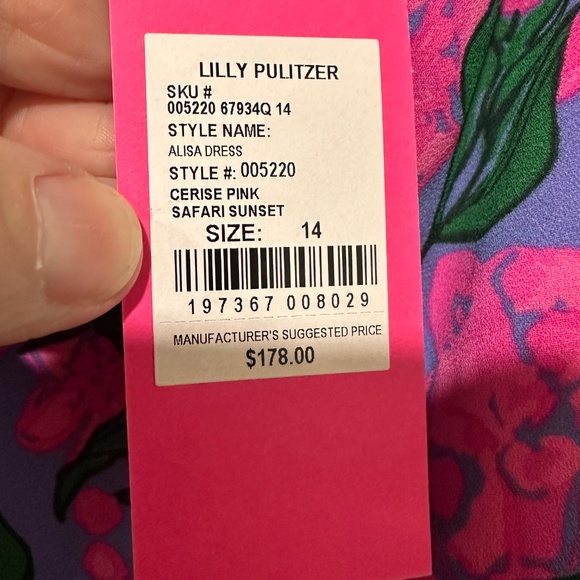 LILLY PULITZER
SKU #
005220 67934Q 14
STYLE NAME:
ALISA DRESS
STYLE #: 005220
CERISE PINK
SAFARI SUNSET
SIZE: 14
197367 008029
MANUFACTURER'S SUGGESTED PRICE
$178.00